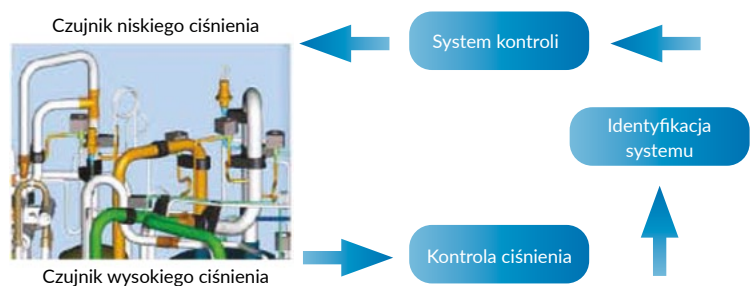 Czujnik niskiego ciśnienia
System kontroli
Identyfikacja
systemu
Kontrola ciśnienia
Czujnik wysokiego ciśnienia